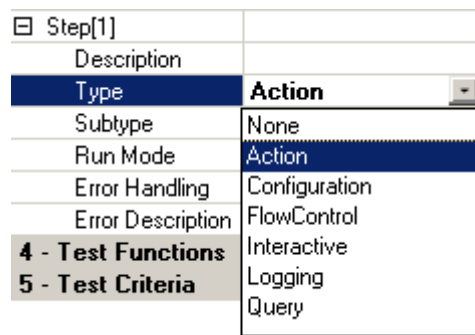 Step[1]
Description
Type Action
Subtype None
Run Mode Action
Error Handling Configuration
Error Description FlowControl
4 - Test Functions Interactive
5 - Test Criteria Logging
Query